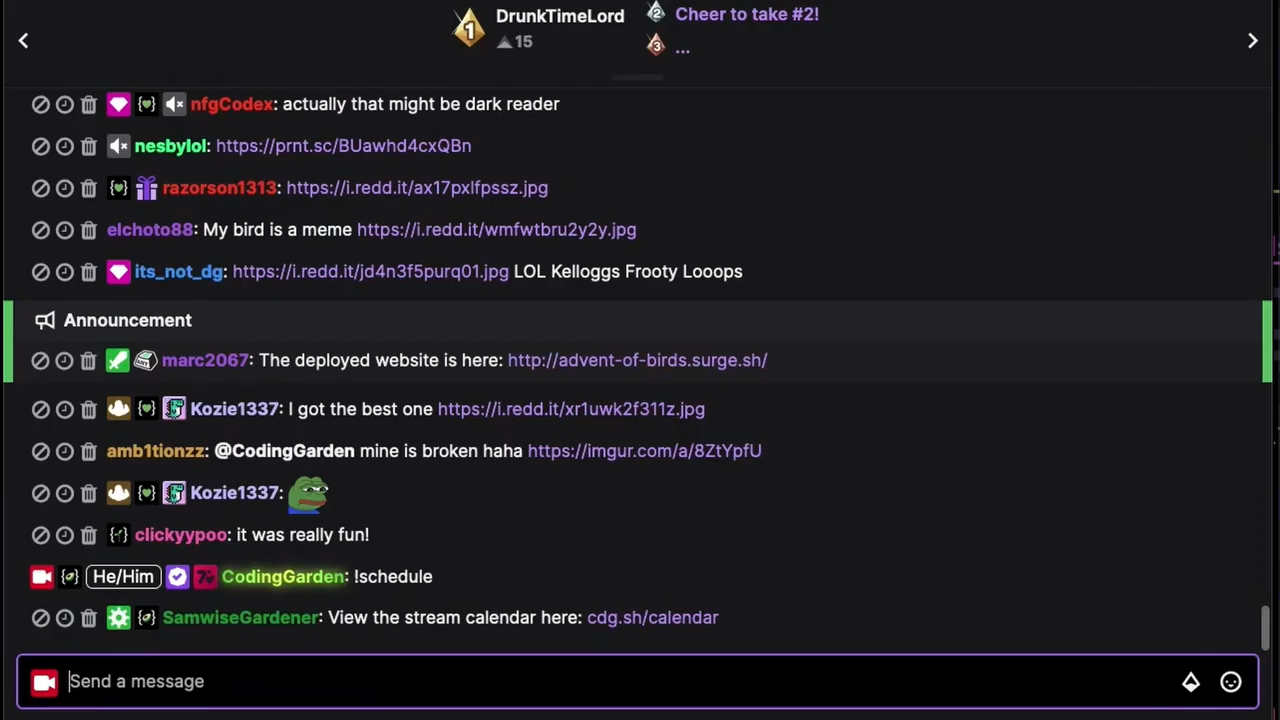 DrunkTimeLord
15
Cheer to take #2!
...
nfgCodex: actually that might be dark reader
nesbylol: https://prnt.sc/BUawhd4cxQBn
razorson1313: https://i.redd.it/ax17pxlfpssz.jpg
elchoto88: My bird is a meme https://i.redd.it/wmfwtbru2y2y.jpg
its_not_dg: https://i.redd.it/jd4n3f5purq01.jpg LOL Kelloggs Frooty Looops
Announcement
marc2067: The deployed website is here: http://advent-of-birds.surge.sh/
Kozie1337: I got the best one https://i.redd.it/xr1uwk2f311z.jpg
amb1tionzz: @CodingGarden mine is broken haha https://imgur.com/a/8ZtYpfU
Kozie1337:
clickyypoo: it was really fun!
He/Him CodingGarden: !schedule
SamwiseGardener: View the stream calendar here: cdg.sh/calendar
Send a message